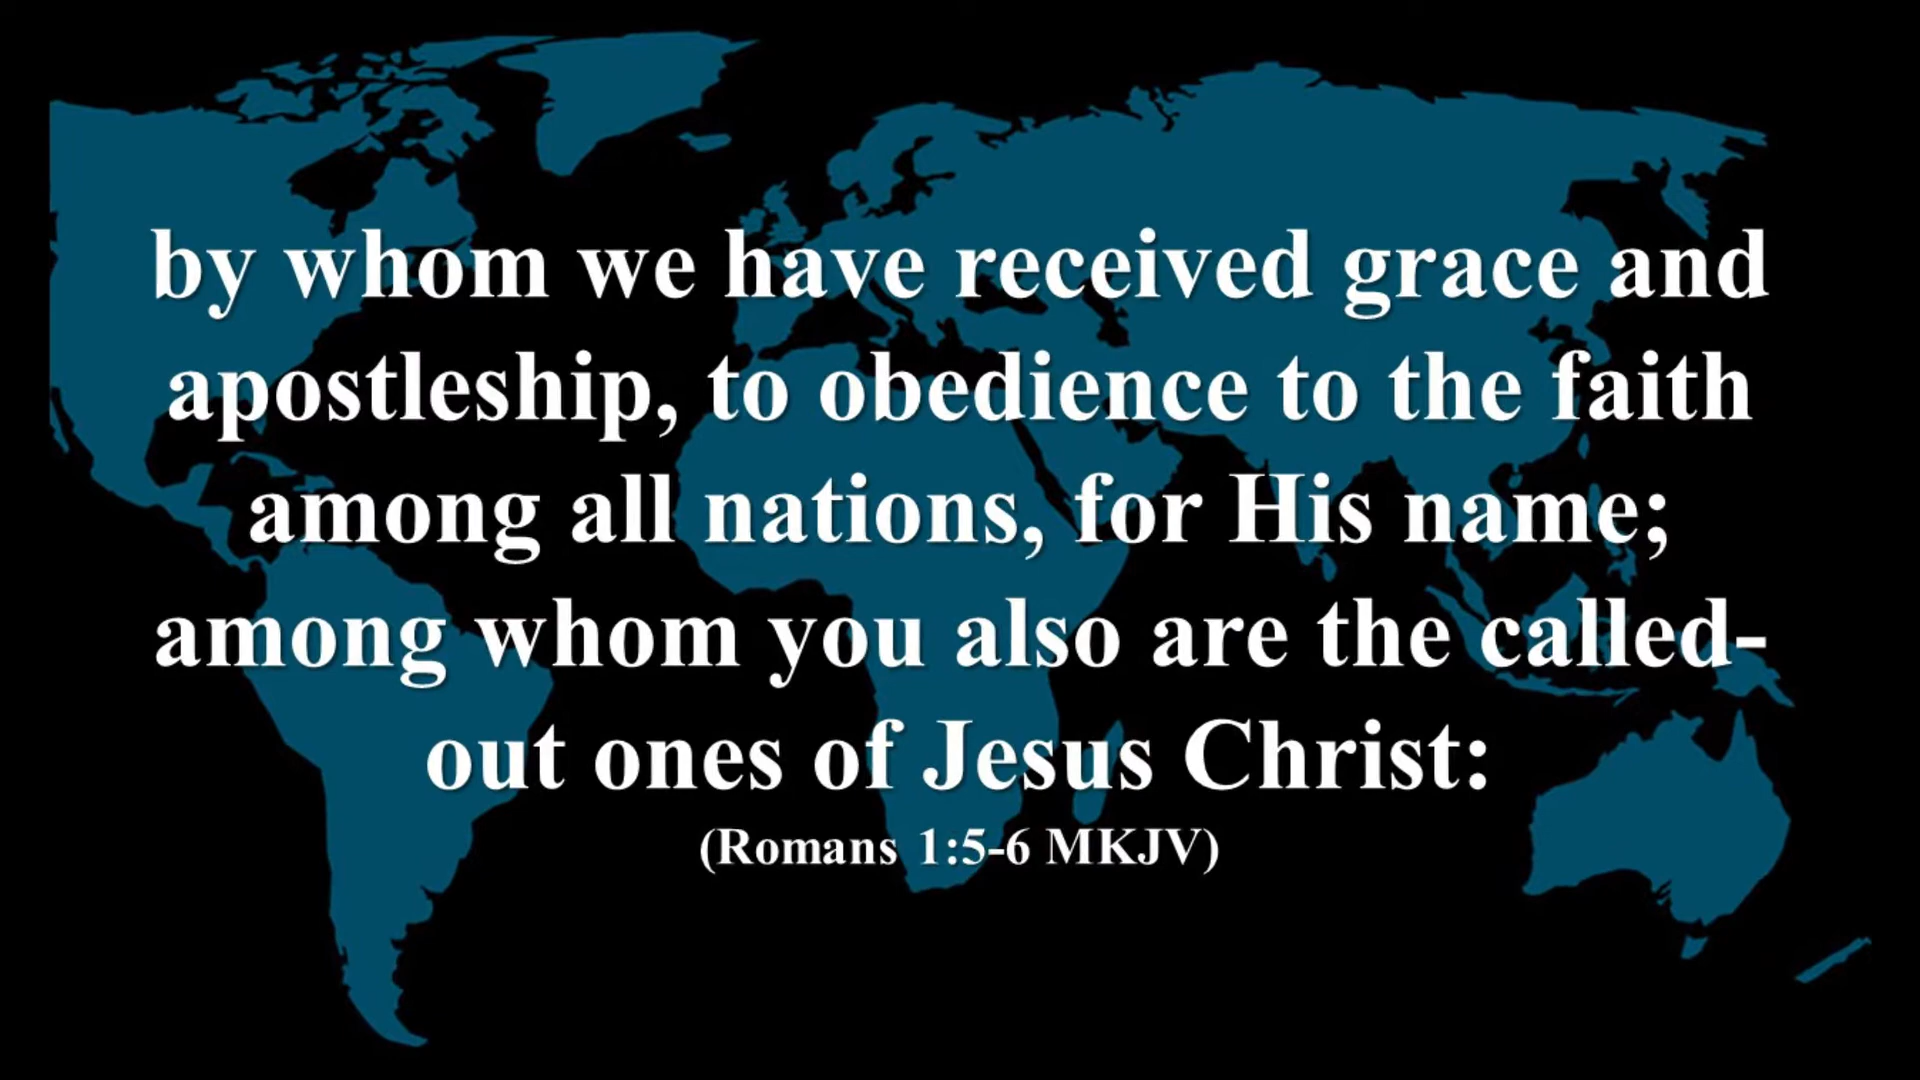 by whom we have received grace and
apostleship, to obedience to the faith
among all nations, for His name;
among whom you also are the called-
out ones of Jesus Christ:
(Romans 1:5-6 MKJV)